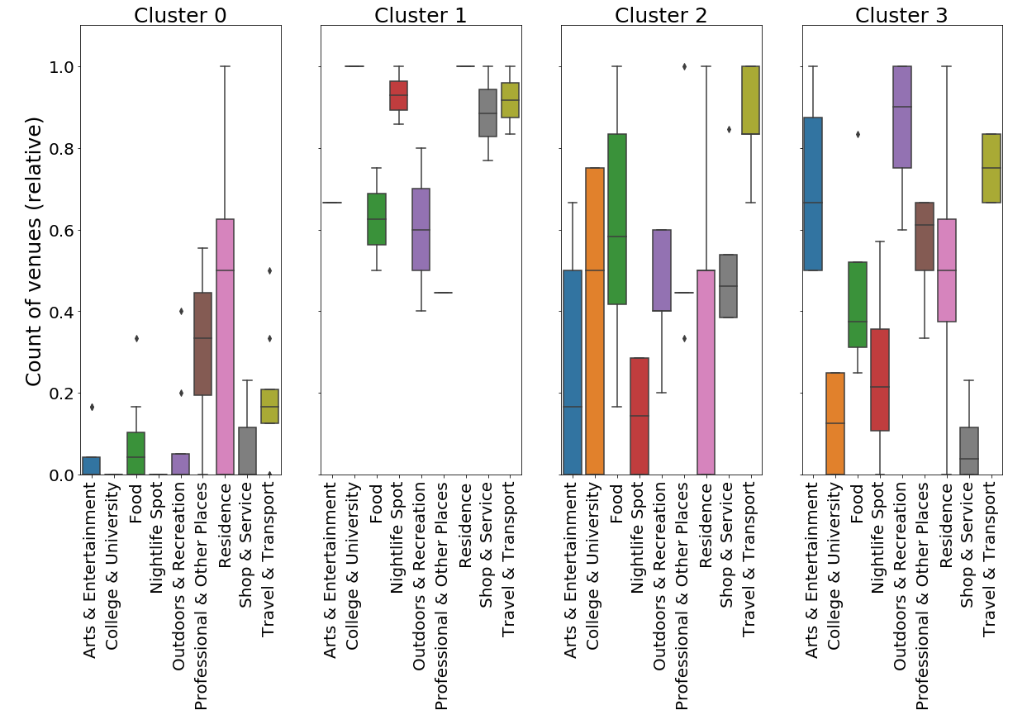 Cluster 0
Cluster 1
Cluster 2
Cluster 3
Count of venues (relative)
1.0
0.8
0.6
0.4
0.2
0.0
Arts & Entertainment
College & University
Food
Nightlife Spot
Outdoors & Recreation
Professional & Other Places
Residence
Shop & Service
Travel & Transport
Arts & Entertainment
College & University
Food
Nightlife Spot
Outdoors & Recreation
Professional & Other Places
Residence
Shop & Service
Travel & Transport
Arts & Entertainment
College & University
Food
Nightlife Spot
Outdoors & Recreation
Professional & Other Places
Residence
Shop & Service
Travel & Transport
Arts & Entertainment
College & University
Food
Nightlife Spot
Outdoors & Recreation
Professional & Other Places
Residence
Shop & Service
Travel & Transport